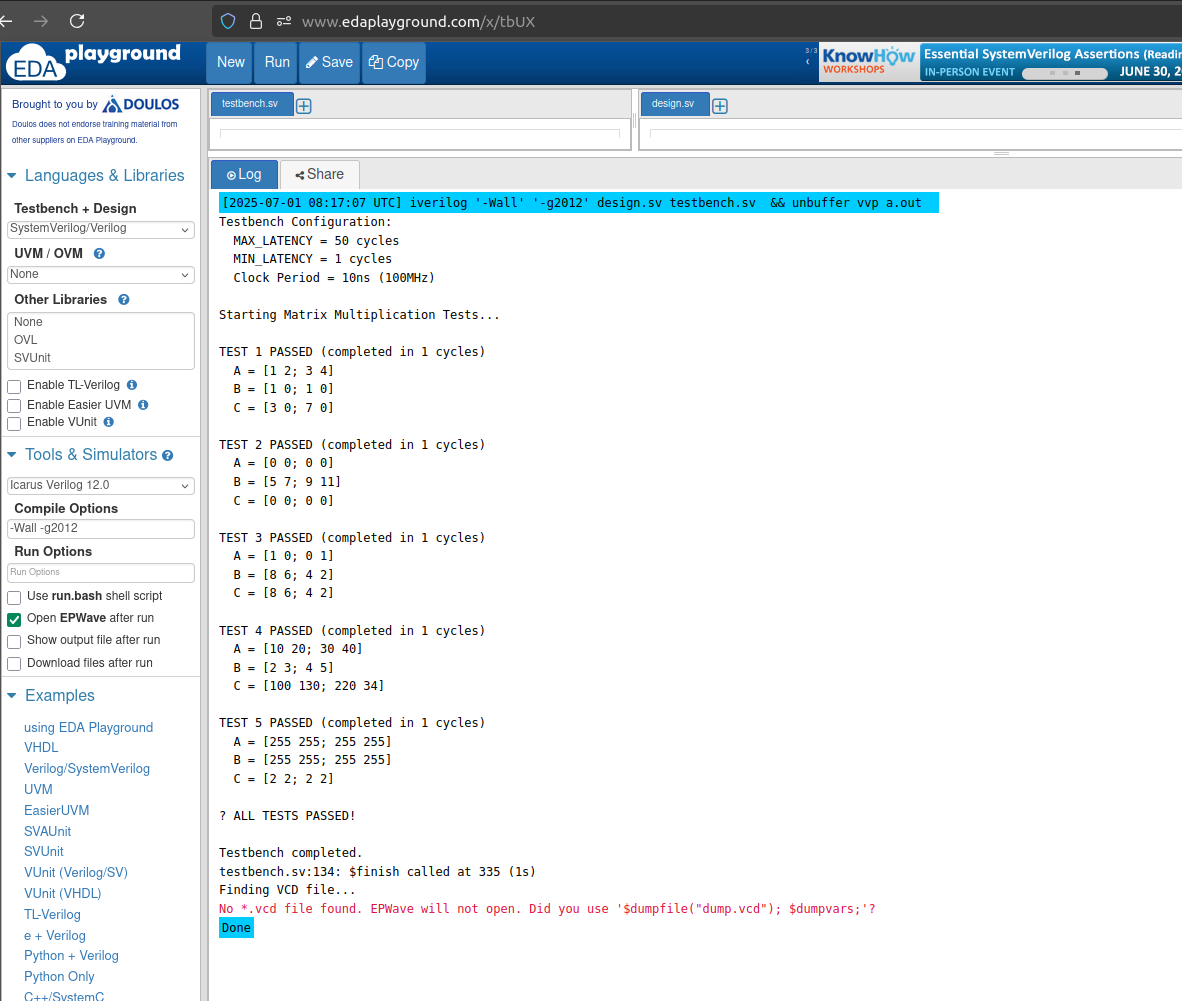 www.edaplayground.com/x/tbUX
EDA playground
New
Run
Save
Copy
3/3
KnowHow
WORKSHOPS
Essential SystemVerilog Assertions (Readin
IN-PERSON EVENT
JUNE 30, 2
Brought to you by DOULOS
Doulos does not endorse training material from
other suppliers on EDA Playground.
Languages & Libraries
Testbench + Design
SystemVerilog/Verilog
UVM / OVM
None
Other Libraries
None
OVL
SVUnit
Enable TL-Verilog
Enable Easier UVM
Enable VUnit
Tools & Simulators
Icarus Verilog 12.0
Compile Options
-Wall -g2012
Run Options
Run Options
Use run.bash shell script
Open EPWave after run
Show output file after run
Download files after run
Examples
using EDA Playground
VHDL
Verilog/SystemVerilog
UVM
EasierUVM
SVAUnit
SVUnit
VUnit (Verilog/SV)
VUnit (VHDL)
TL-Verilog
e + Verilog
Python + Verilog
Python Only
C++/SystemC
testbench.sv
design.sv
Log
Share
[2025-07-01 08:17:07 UTC] iverilog '-Wall' '-g2012' design.sv testbench.sv  && unbuffer vvp a.out
Testbench Configuration:
MAX_LATENCY = 50 cycles
MIN_LATENCY = 1 cycles
Clock Period = 10ns (100MHz)
Starting Matrix Multiplication Tests...
TEST 1 PASSED (completed in 1 cycles)
A = [1 2; 3 4]
B = [1 0; 1 0]
C = [3 0; 7 0]
TEST 2 PASSED (completed in 1 cycles)
A = [0 0; 0 0]
B = [5 7; 9 11]
C = [0 0; 0 0]
TEST 3 PASSED (completed in 1 cycles)
A = [1 0; 0 1]
B = [8 6; 4 2]
C = [8 6; 4 2]
TEST 4 PASSED (completed in 1 cycles)
A = [10 20; 30 40]
B = [2 3; 4 5]
C = [100 130; 220 34]
TEST 5 PASSED (completed in 1 cycles)
A = [255 255; 255 255]
B = [255 255; 255 255]
C = [2 2; 2 2]
? ALL TESTS PASSED!
Testbench completed.
testbench.sv:134: $finish called at 335 (1s)
Finding VCD file...
No *.vcd file found. EPWave will not open. Did you use '$dumpfile("dump.vcd"); $dumpvars;'?
Done